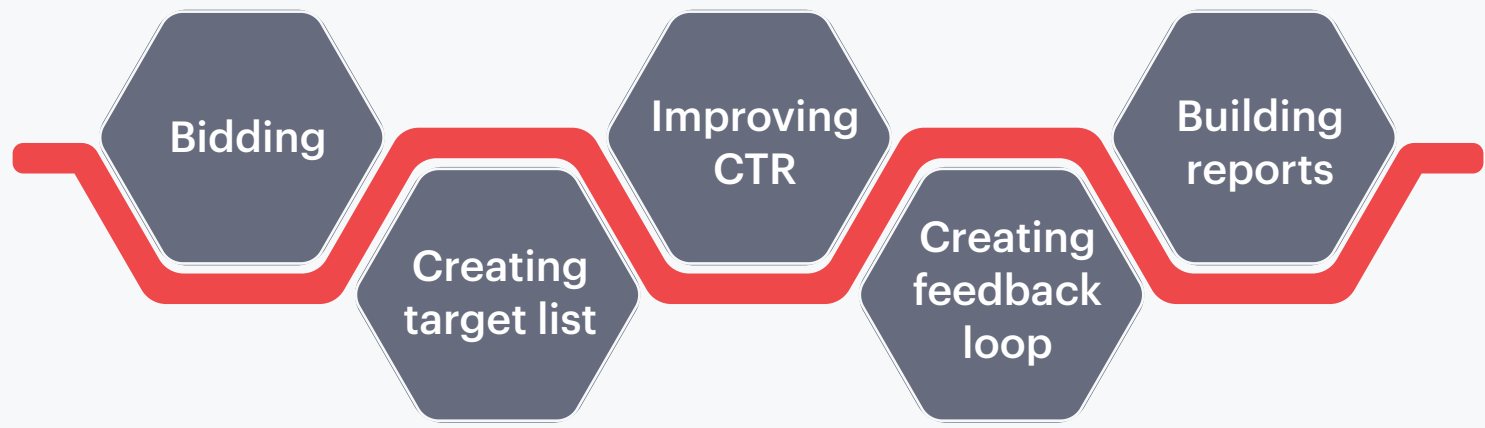 Bidding
Creating
target list
Improving
CTR
Creating
feedback
loop
Building
reports